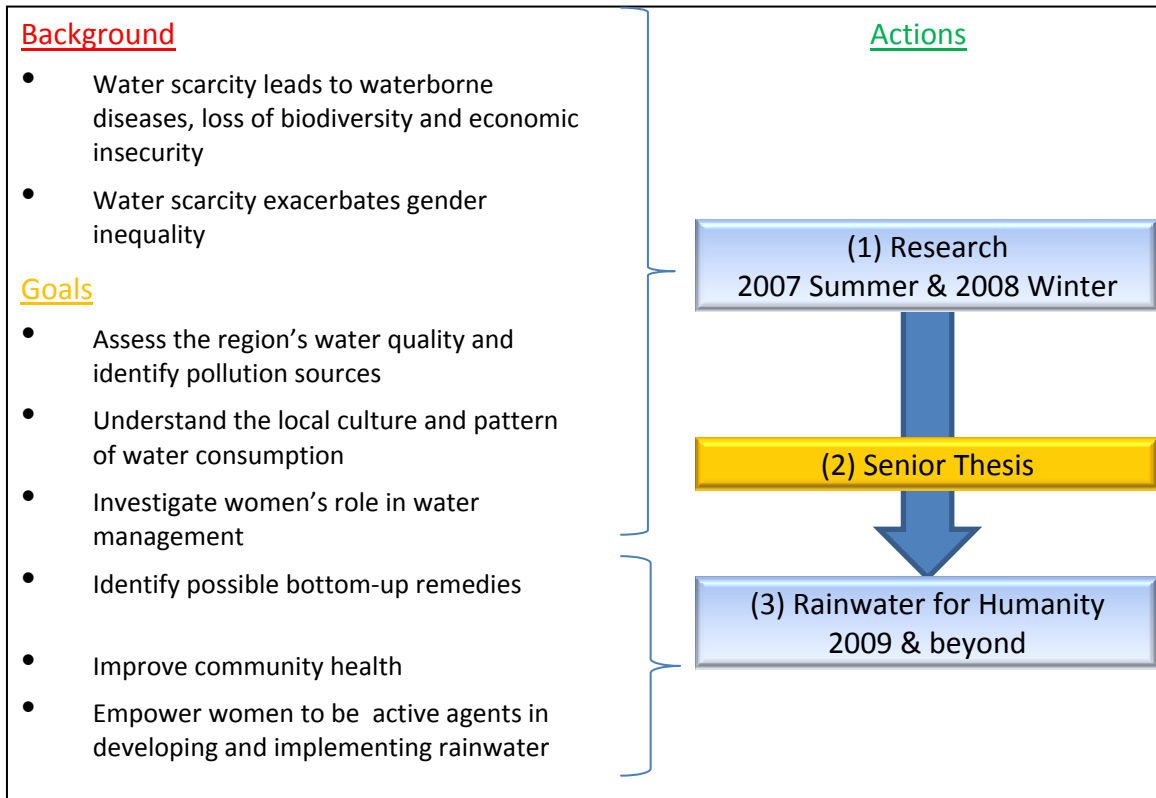 Background
• Water scarcity leads to waterborne
diseases, loss of biodiversity and economic
insecurity
• Water scarcity exacerbates gender
inequality
Goals
• Assess the region’s water quality and
identify pollution sources
• Understand the local culture and pattern
of water consumption
• Investigate women’s role in water
management
• Identify possible bottom-up remedies
• Improve community health
• Empower women to be active agents in
developing and implementing rainwater
Actions
(1) Research
2007 Summer & 2008 Winter
(2) Senior Thesis
(3) Rainwater for Humanity
2009 & beyond